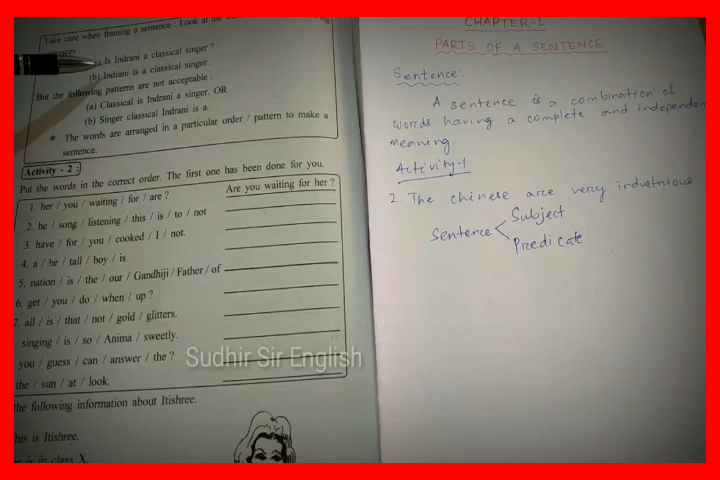 Take care when framing a sentence : Look at the
Is Indrani a classical singer ?
(b) Indrani is a classical singer.
But the following patterns are not acceptable :
(a) Classical is Indrani a singer. OR
(b) Singer classical Indrani is a.
* The words are arranged in a particular order / pattern to make a
sentence.
Activity - 2 :
Put the words in the correct order. The first one has been done for you.
1. her / you / waiting / for / are ? Are you waiting for her ?
2. he / song / listening / this / is / to / not
3. have / for / you / cooked / I / not.
4. a / he / tall / boy / is
5. nation / is / the / our / Gandhiji / Father / of
6. get / you / do / when / up ?
7. all / is / that / not / gold / glitters.
singing / is / so / Anima / sweetly.
you / guess / can / answer / the ?
the / sun / at / look.
the following information about Itishree.
This is Itishree.
is in class X.
Sudhir Sir English
CHAPTER-1
PARTS OF A SENTENCE
Sentence
A sentence is a combination of
words having a complete and independen
meaning.
Activity-1
2. The chinese are very industrious
Sentence < Subject
Predicate